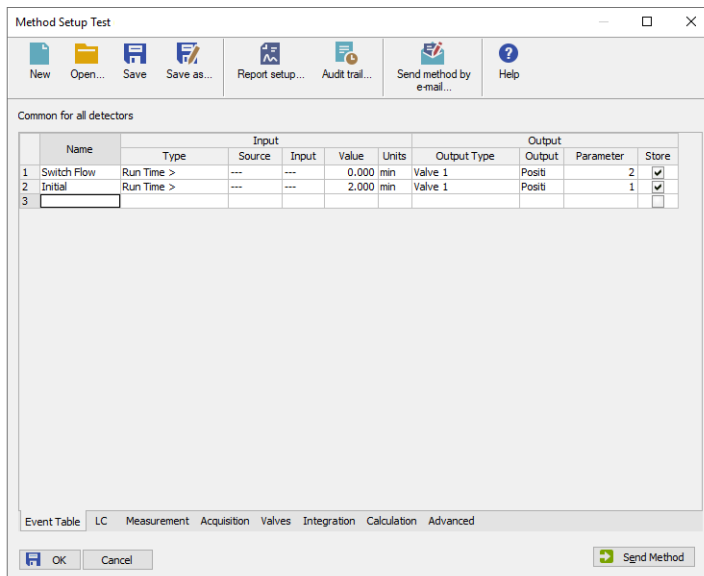 Method Setup Test
New Open... Save Save as... Report setup... Audit trail... Send method by e-mail... Help
Common for all detectors
Name Input Output
Type Source Input Value Units Output Type Output Parameter Store
1 Switch Flow Run Time > --- --- 0.000 min Valve 1 Positi 2
2 Initial Run Time > --- --- 2.000 min Valve 1 Positi 1
3
Event Table LC Measurement Acquisition Valves Integration Calculation Advanced
OK Cancel Send Method